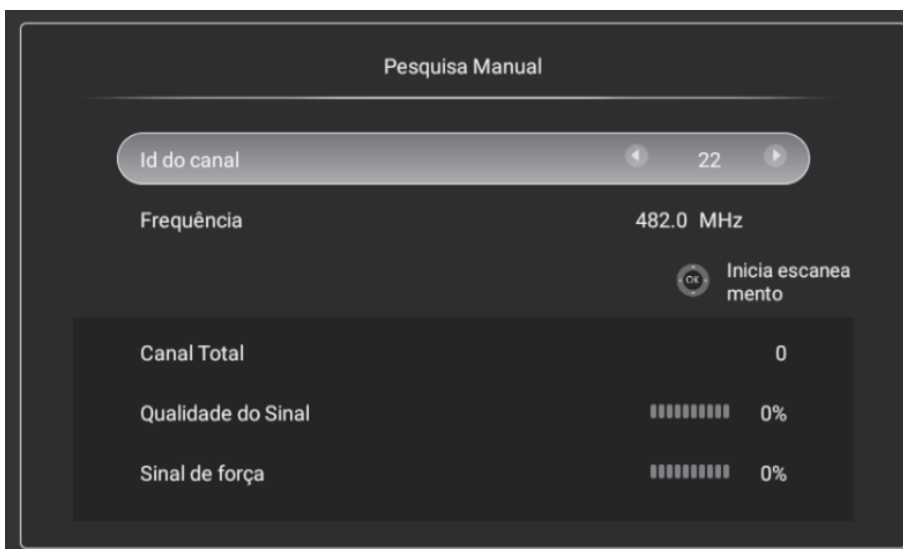 Pesquisa Manual
Id do canal 22
Frequência 482.0 MHz
OK Inicia escanea
mento
Canal Total 0
Qualidade do Sinal 0%
Sinal de força 0%